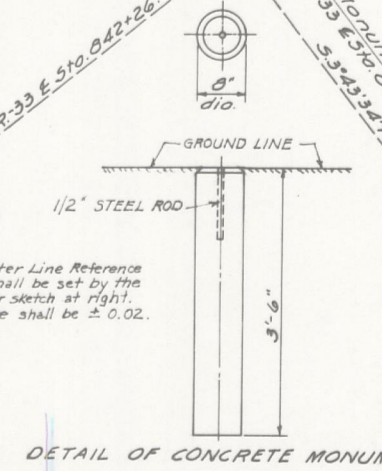 R-33 ₠ Sta. 842+26.
33 ₠ Sta.
S.3°43'34"
8"
dia.
GROUND LINE
1/2" STEEL ROD
ter Line Reference
all be set by the
r sketch at right.
e shall be ± 0.02.
3'-6"
DETAIL OF CONCRETE MONUM